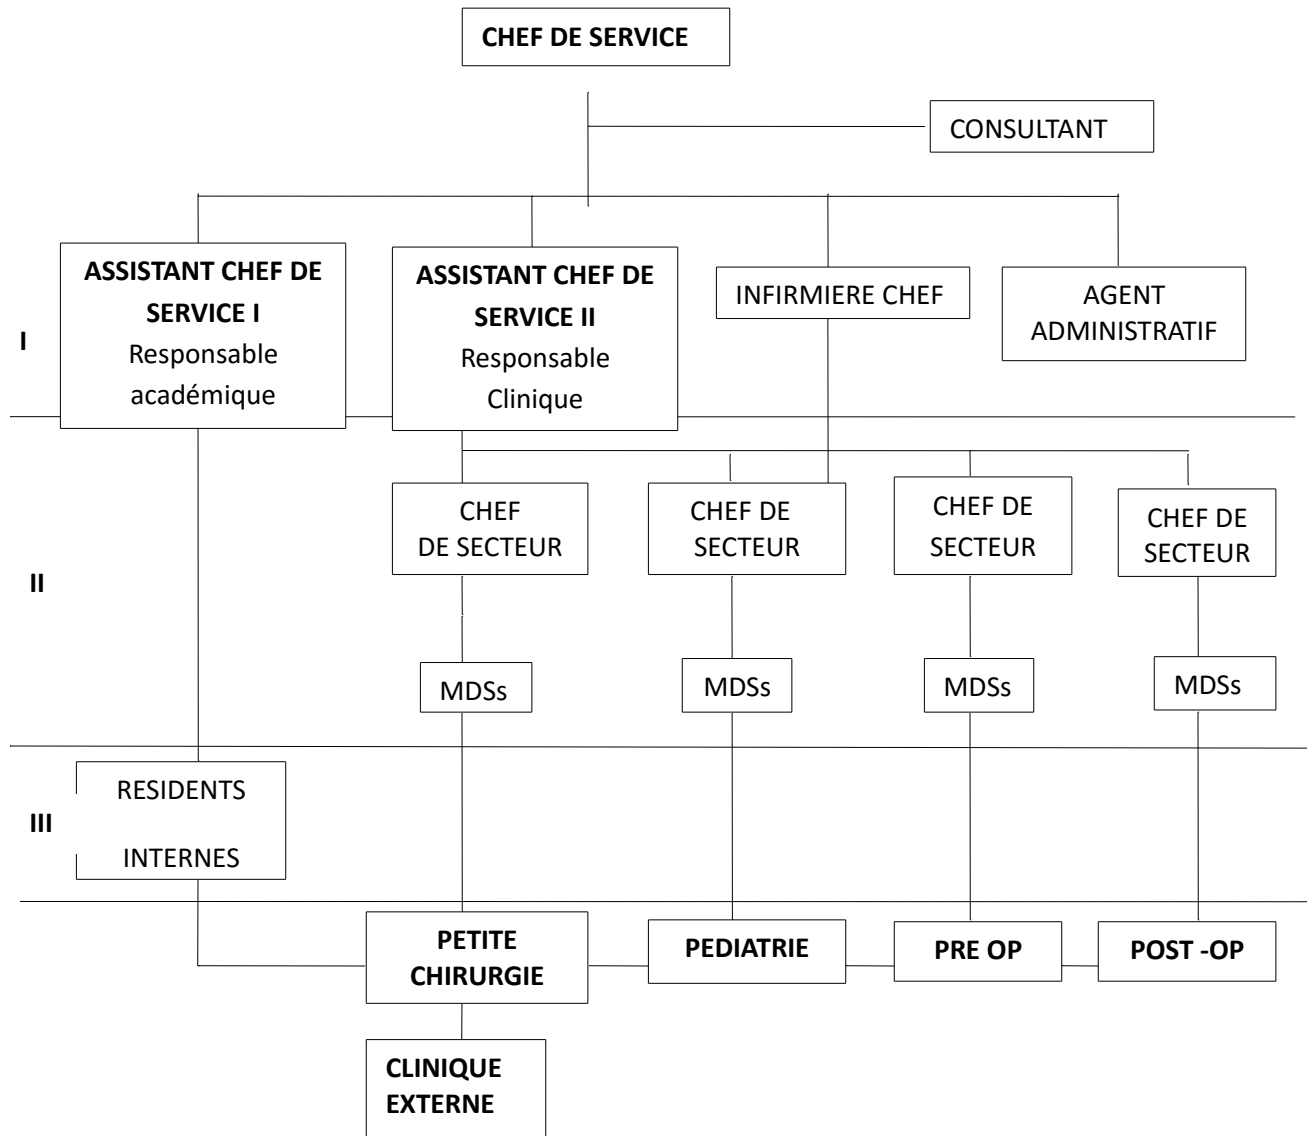 CHEF DE SERVICE
CONSULTANT
ASSISTANT CHEF DE
SERVICE I
Responsable
académique
ASSISTANT CHEF DE
SERVICE II
Responsable
Clinique
INFIRMIERE CHEF
AGENT
ADMINISTRATIF
I
CHEF
DE SECTEUR
CHEF DE
SECTEUR
CHEF DE
SECTEUR
CHEF DE
SECTEUR
II
MDSs
MDSs
MDSs
MDSs
RESIDENTS
III
INTERNES
PETITE
CHIRURGIE
PEDIATRIE
PRE OP
POST -OP
CLINIQUE
EXTERNE